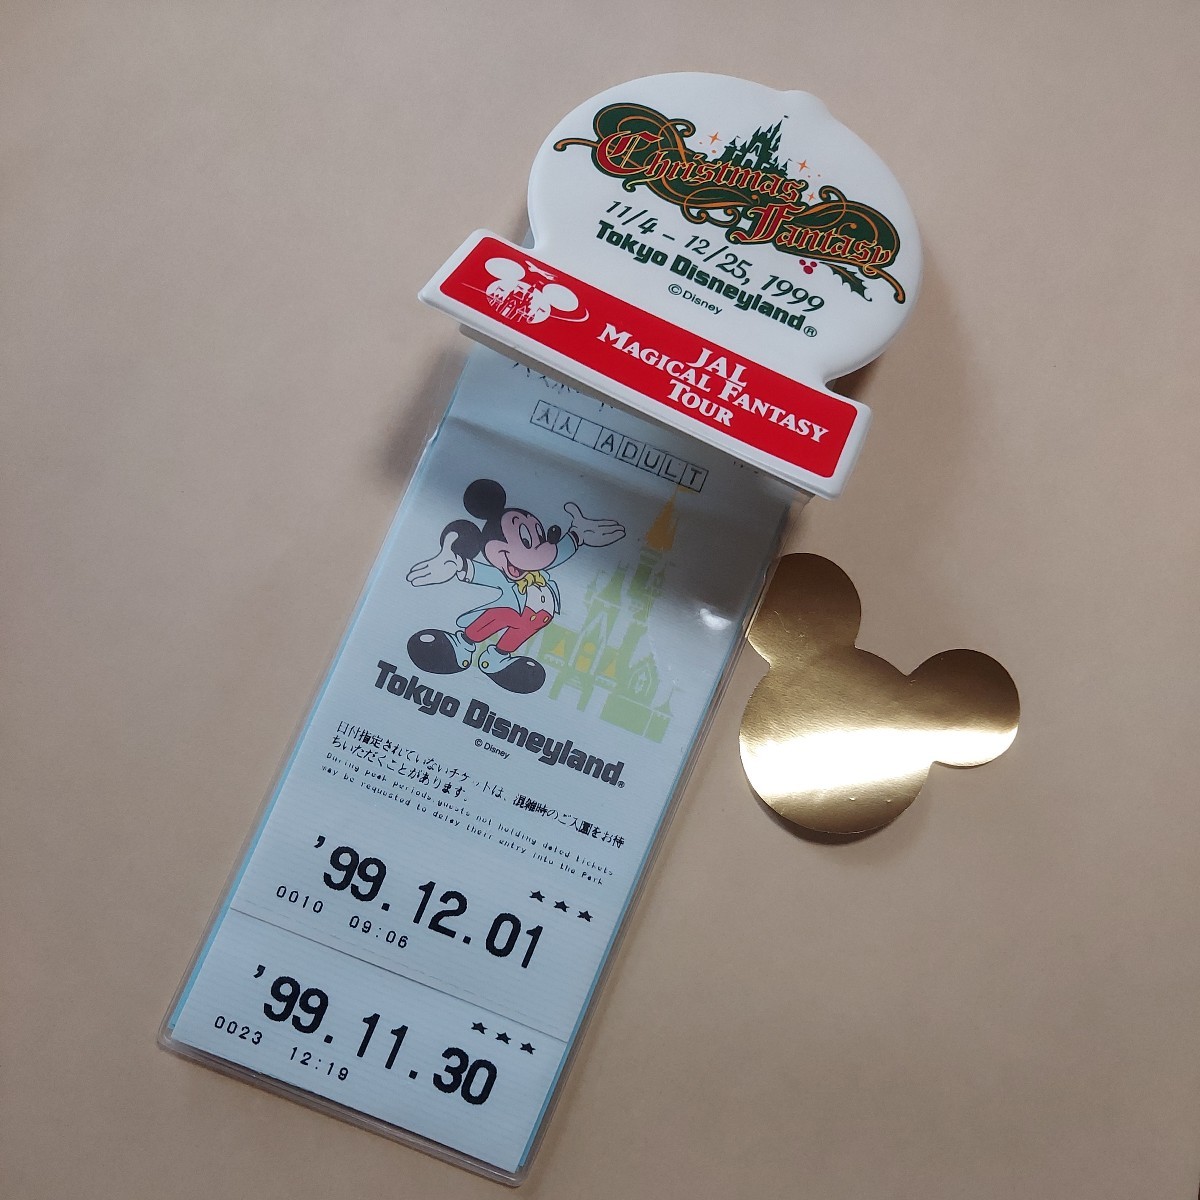 Christmas
Fantasy
11/4 – 12/25, 1999
Tokyo Disneyland®
© Disney
JAL
MAGICAL FANTASY
TOUR
大人 ADULT
Tokyo Disneyland®
© Disney
日付指定されていないチケットは、混雑時のご入園をお待
ちいただくことがあります。
During peak periods guests not holding dated tickets
may be requested to delay their entry into the Park
'99.12.01 ★★★
0010 09:06
'99.11.30 ★★★
0023 12:19